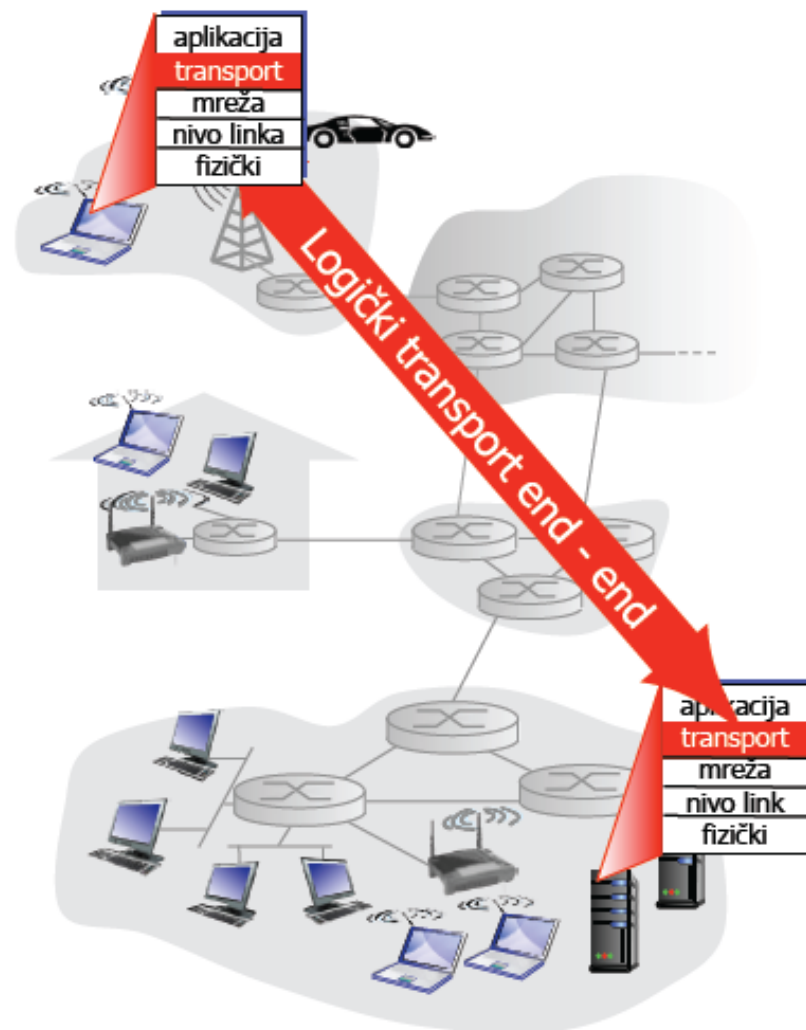 aplikacija
transport
mreža
nivo linka
fizički
Logički transport end - end
aplikacija
transport
mreža
nivo link
fizički